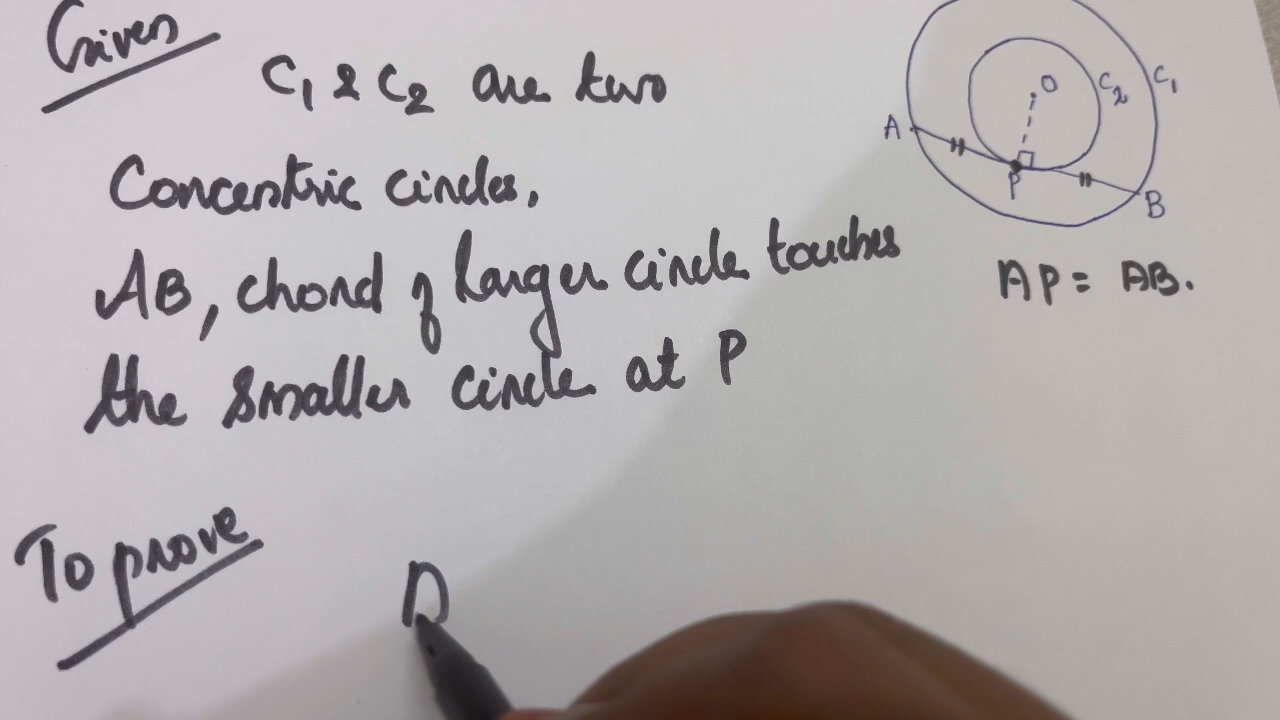 Given
C₁ & C₂ are two
Concentric circles.
AB, chord of larger circle touches
the smaller circle at P
To prove
A
O
C₂
C₁
A
P
B
AP = AB.